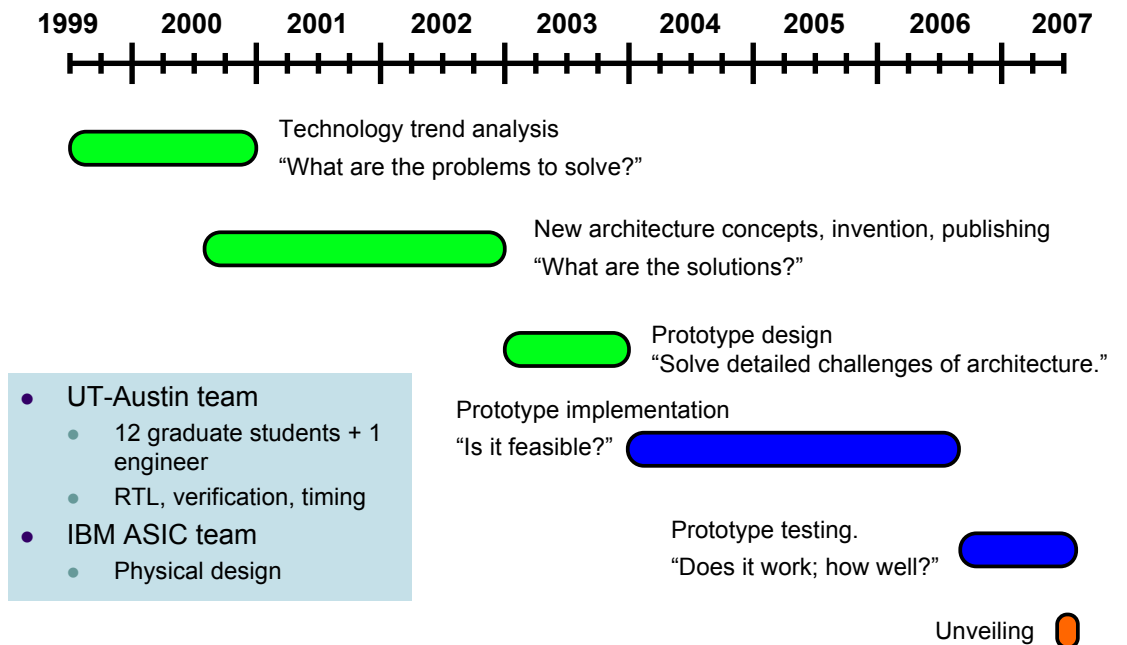 1999 2000 2001 2002 2003 2004 2005 2006 2007
Technology trend analysis
“What are the problems to solve?”
New architecture concepts, invention, publishing
“What are the solutions?”
Prototype design
“Solve detailed challenges of architecture.”
Prototype implementation
“Is it feasible?”
• UT-Austin team
• 12 graduate students + 1
engineer
• RTL, verification, timing
• IBM ASIC team
• Physical design
Prototype testing.
“Does it work; how well?”
Unveiling